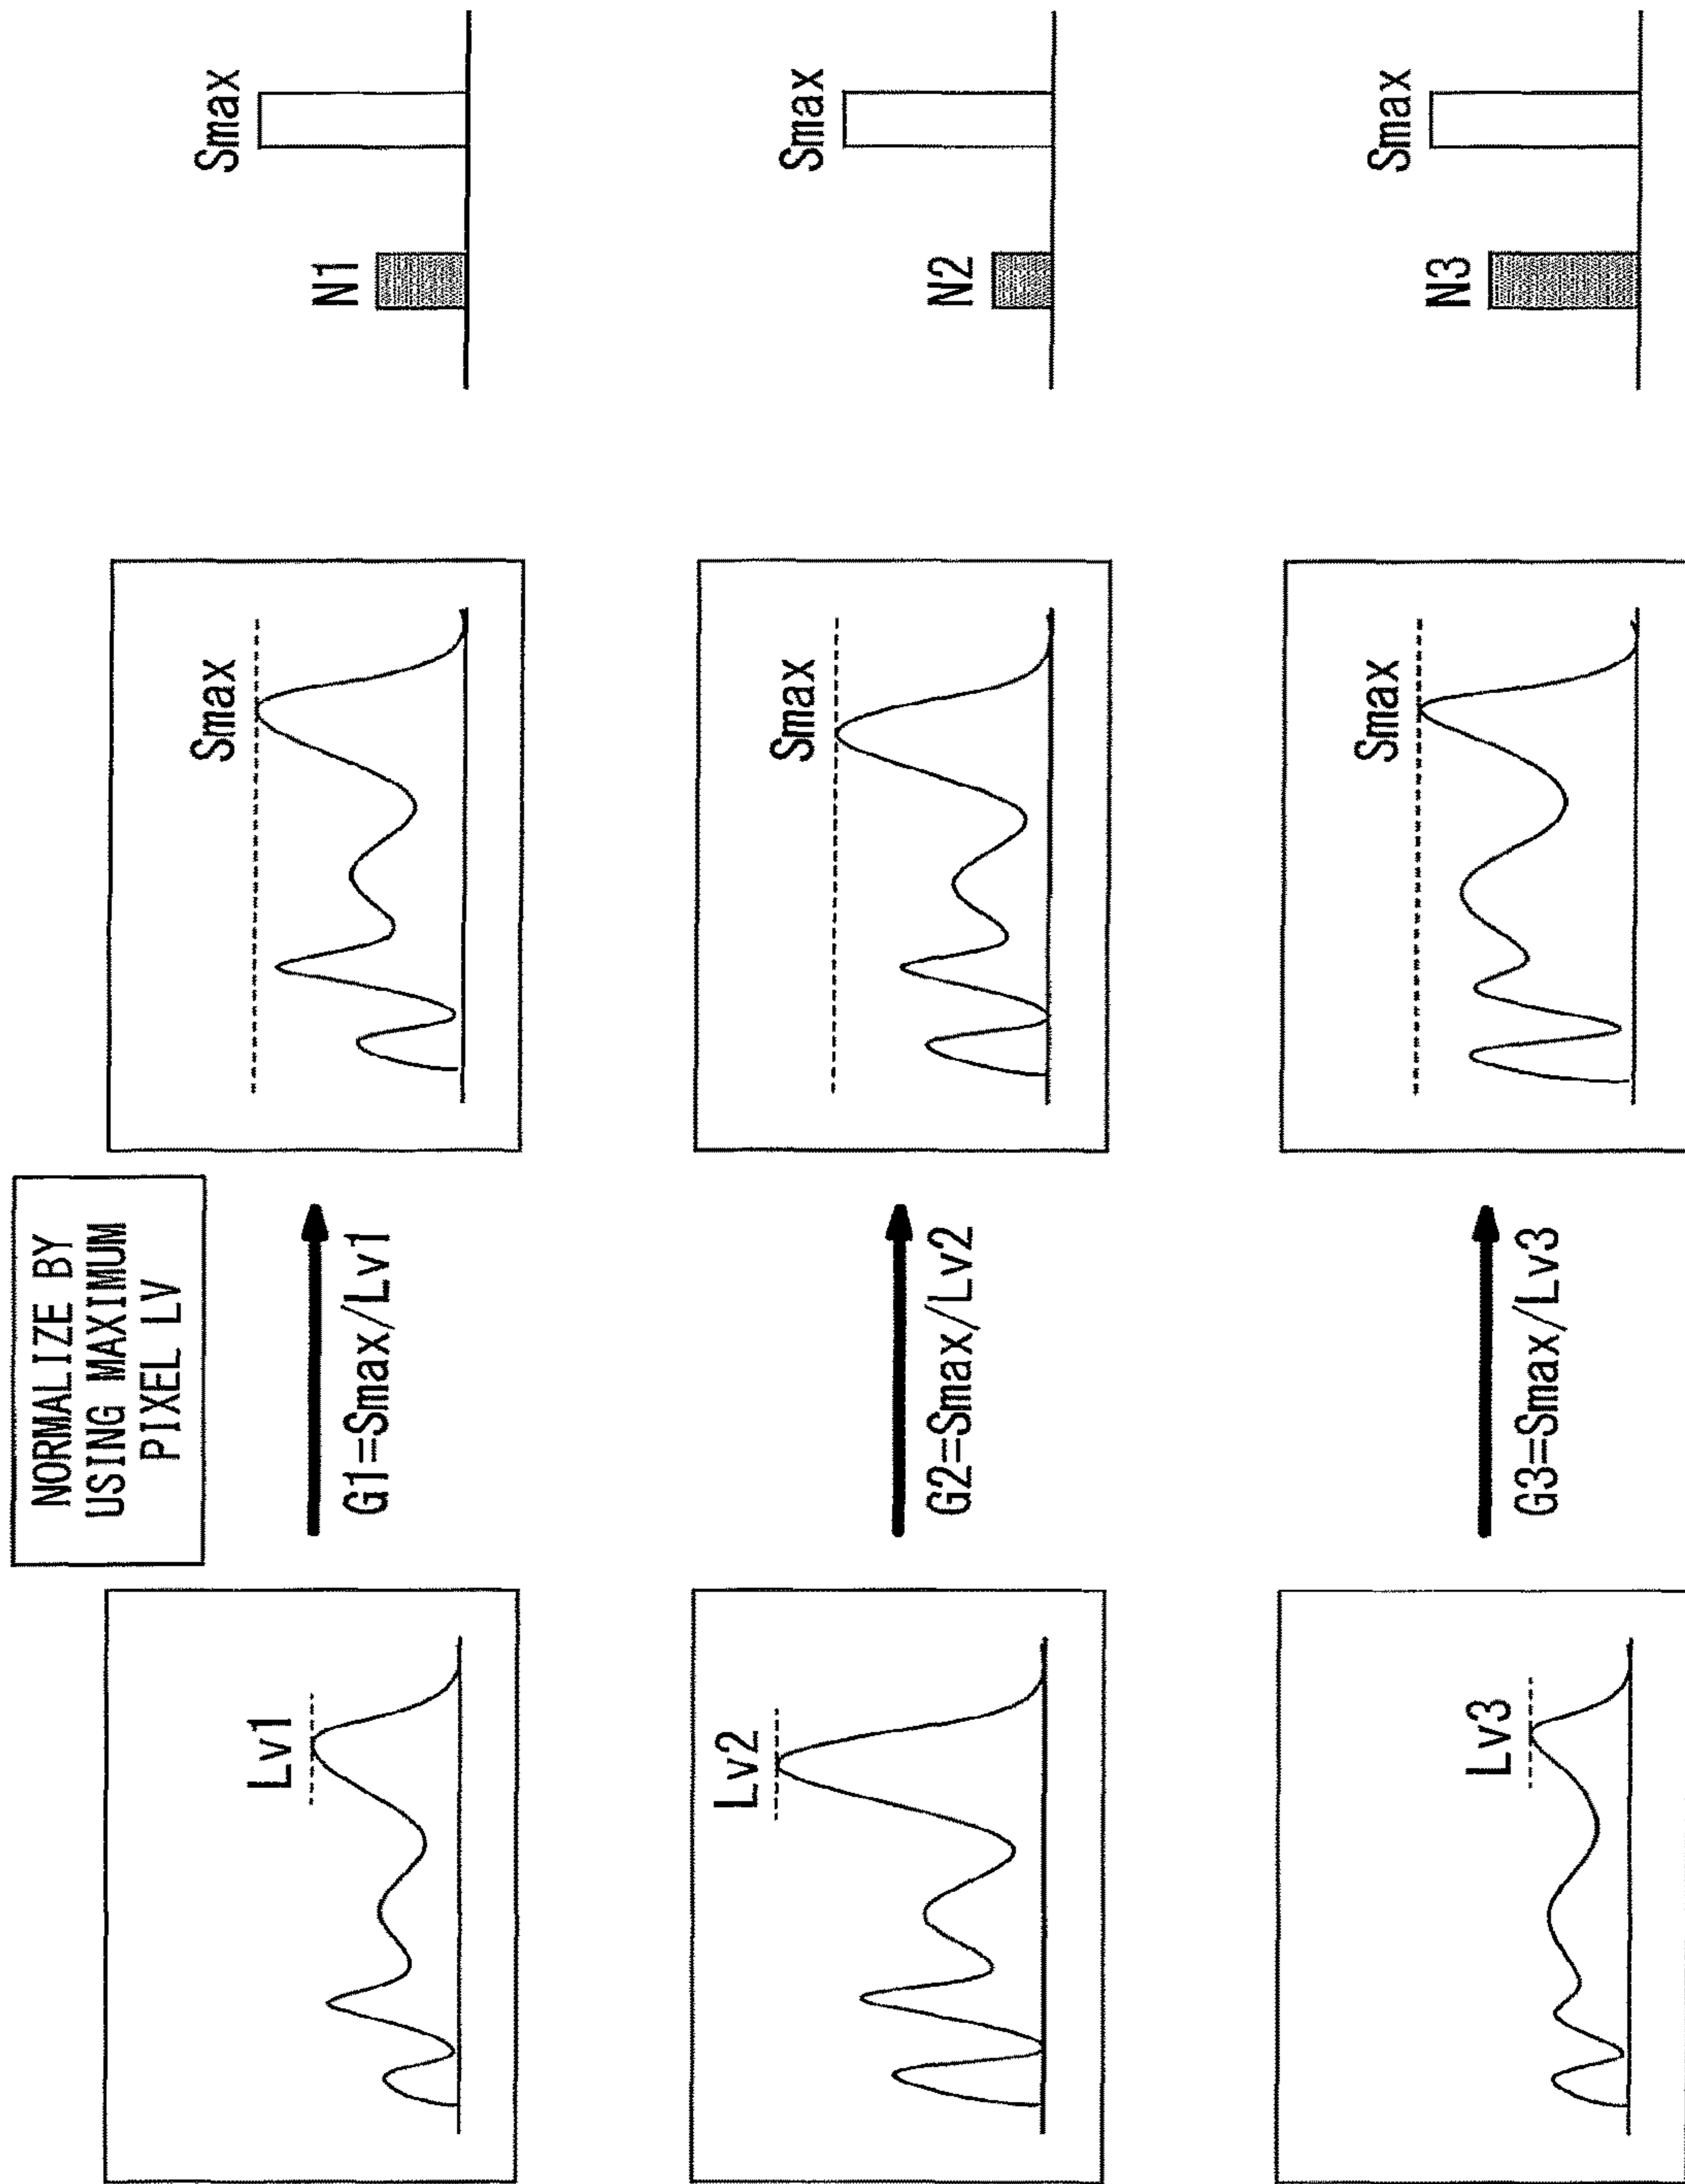 NORMALIZE BY
USING MAXIMUM
PIXEL LV
Lv1
G1=Smax/Lv1
Smax
N1
Smax
Lv2
G2=Smax/Lv2
Smax
N2
Smax
Lv3
G3=Smax/Lv3
Smax
N3
Smax